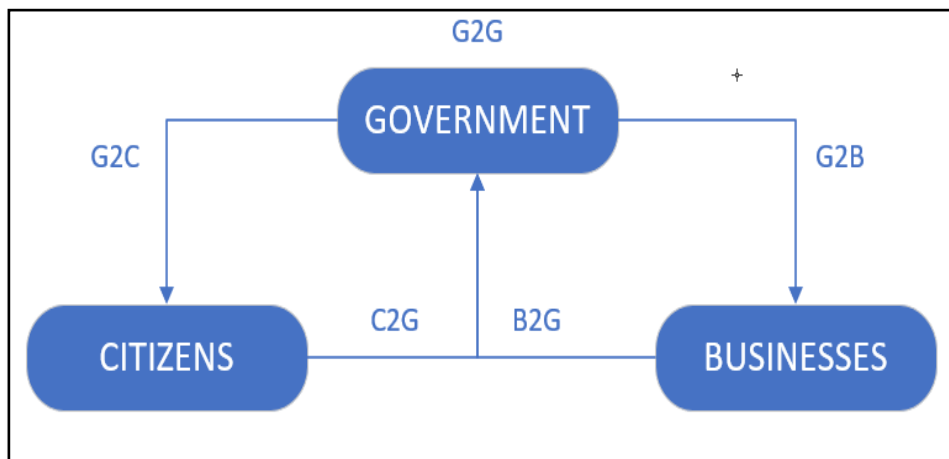 G2G
GOVERNMENT
G2C
G2B
C2G
B2G
CITIZENS
BUSINESSES